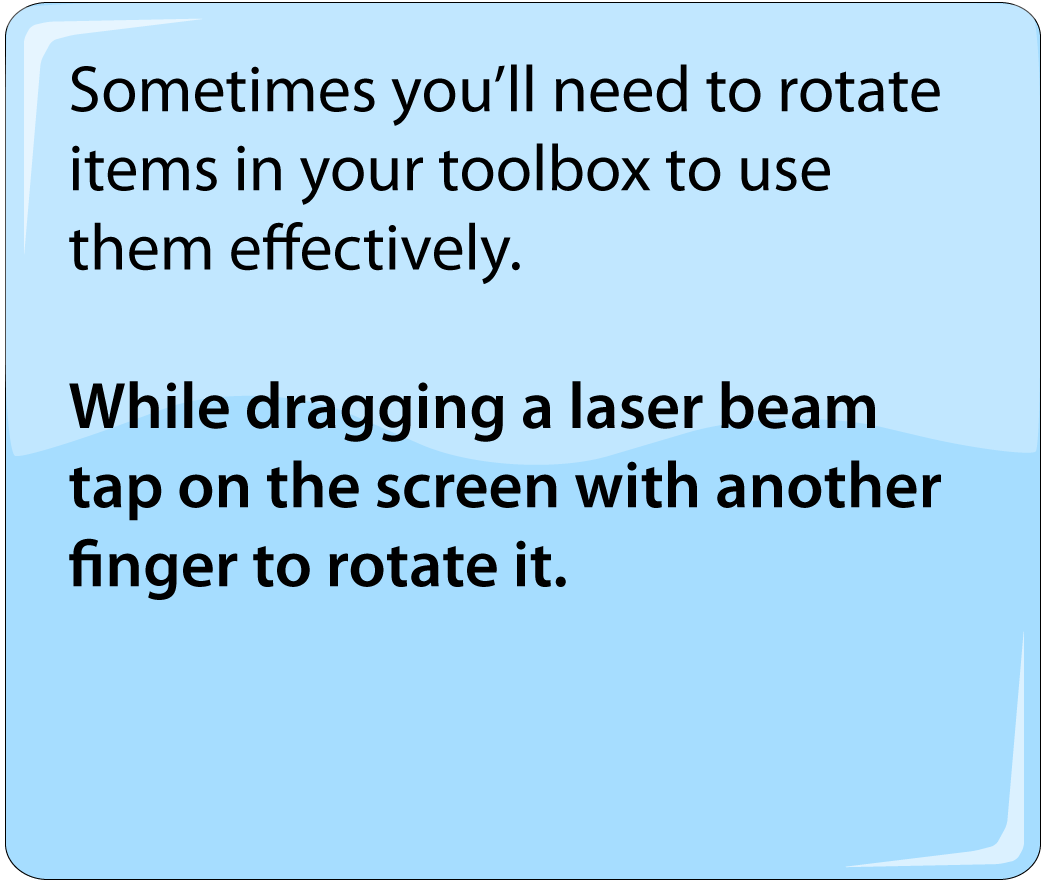 Sometimes you’ll need to rotate
items in your toolbox to use
them effectively.
While dragging a laser beam
tap on the screen with another
finger to rotate it.